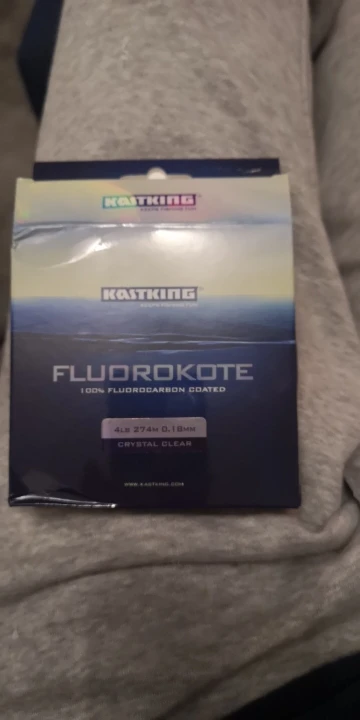 KASTKING
KASTKING
FLUOROKOTE
100% FLUOROCARBON COATED
4LB 274M 0.18MM
CRYSTAL CLEAR
WWW.KASTKING.COM